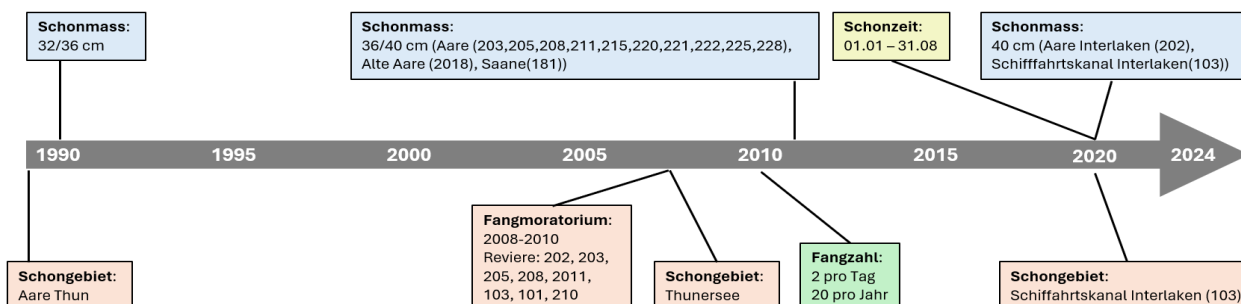 Schonmass:
32/36 cm
Schonmass:
36/40 cm (Aare (203,205,208,211,215,220,221,222,225,228),
Alte Aare (2018), Saane(181))
Schonzeit:
01.01 – 31.08
Schonmass:
40 cm (Aare Interlaken (202),
Schifffahrtskanal Interlaken(103))
1990 1995 2000 2005 2010 2015 2020 2024
Schongebiet:
Aare Thun
Fangmoratorium:
2008-2010
Reviere: 202, 203,
205, 208, 2011,
103, 101, 210
Schongebiet:
Thunersee
Fangzahl:
2 pro Tag
20 pro Jahr
Schongebiet:
Schiffahrtskanal Interlaken (103)